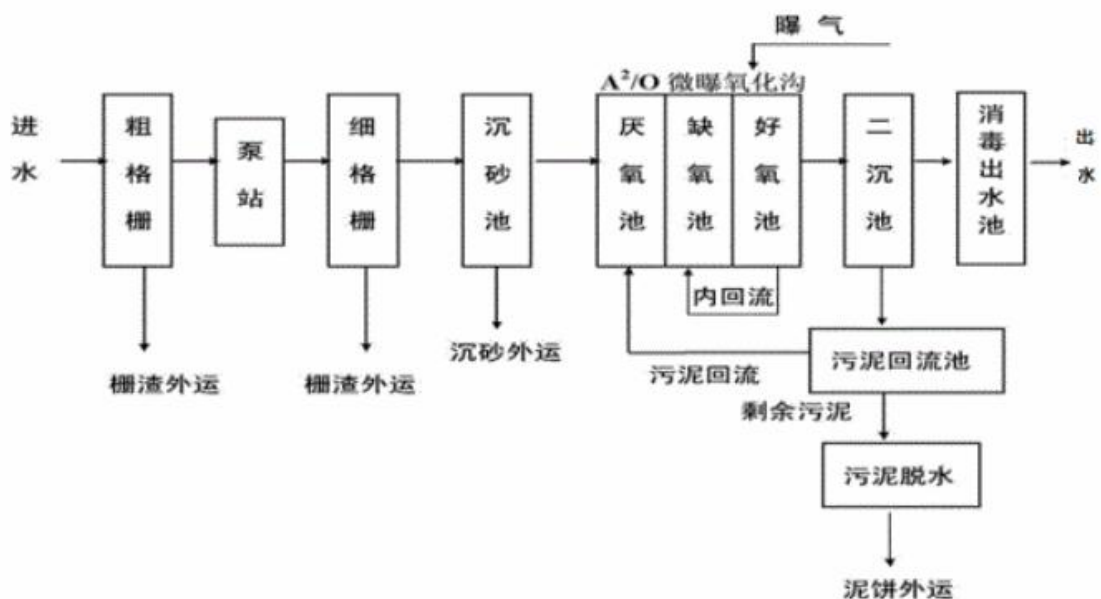 曝 气
A²/O 微曝氧化沟
进水
粗格栅
泵站
细格栅
沉砂池
厌氧池
缺氧池
好氧池
二沉池
消毒出水池
出水
内回流
栅渣外运
栅渣外运
沉砂外运
污泥回流
污泥回流池
剩余污泥
污泥脱水
泥饼外运